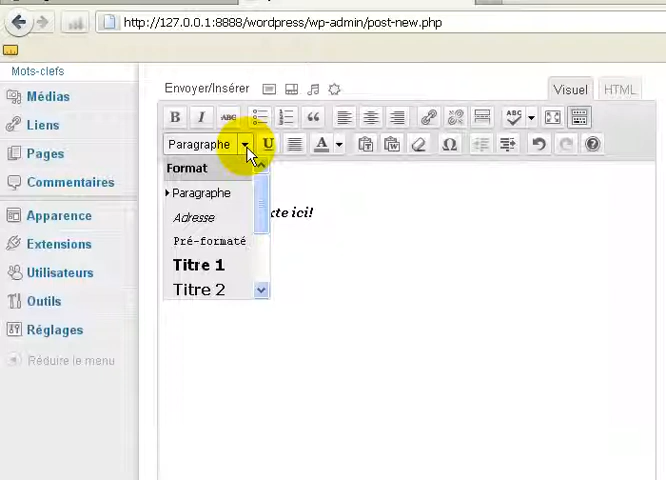 http://127.0.0.1:8888/wordpress/wp-admin/post-new.php
Mots-clefs
Médias
Liens
Pages
Commentaires
Apparence
Extensions
Utilisateurs
Outils
Réglages
Réduire le menu
Envoyer/Insérer
Visuel
HTML
B I ABC
ABC
Paragraphe
U
A
Ω
Format
Paragraphe
Adresse
Pré-formaté
Titre 1
Titre 2
ici!